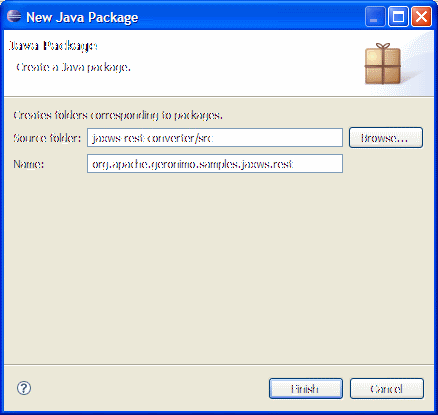 New Java Package
Java Package
Create a Java package.
Creates folders corresponding to packages.
Source folder: jaxws-rest-converter/src Browse...
Name: org.apache.geronimo.samples.jaxws.rest
? Finish Cancel